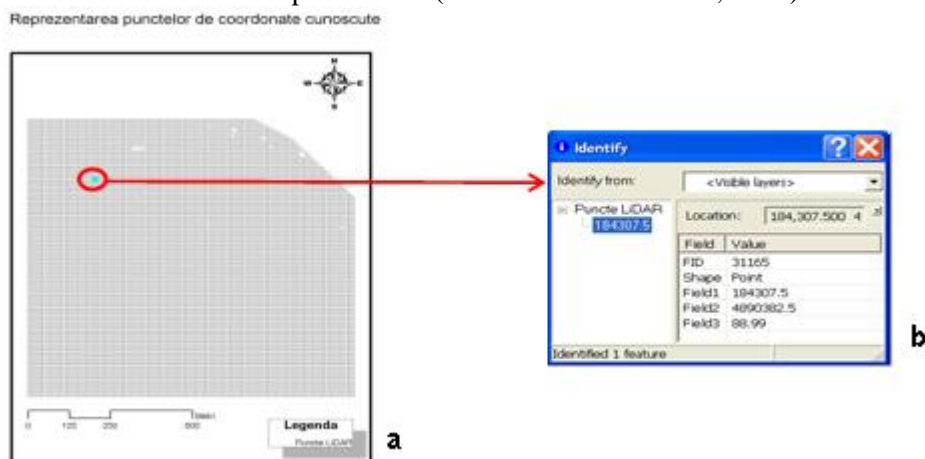 Reprezentarea punctelor de coordonate cunoscute
N
W
E
S
0 125 250 500
Legenda
Puncte LiDAR
a
Identify
Identify from: <Visible layers>
Puncte LiDAR
184307.5
Location: 184,307.500 4
Field Value
FID 31165
Shape Point
Field1 184307.5
Field2 4890382.5
Field3 88.99
Identified 1 feature
b